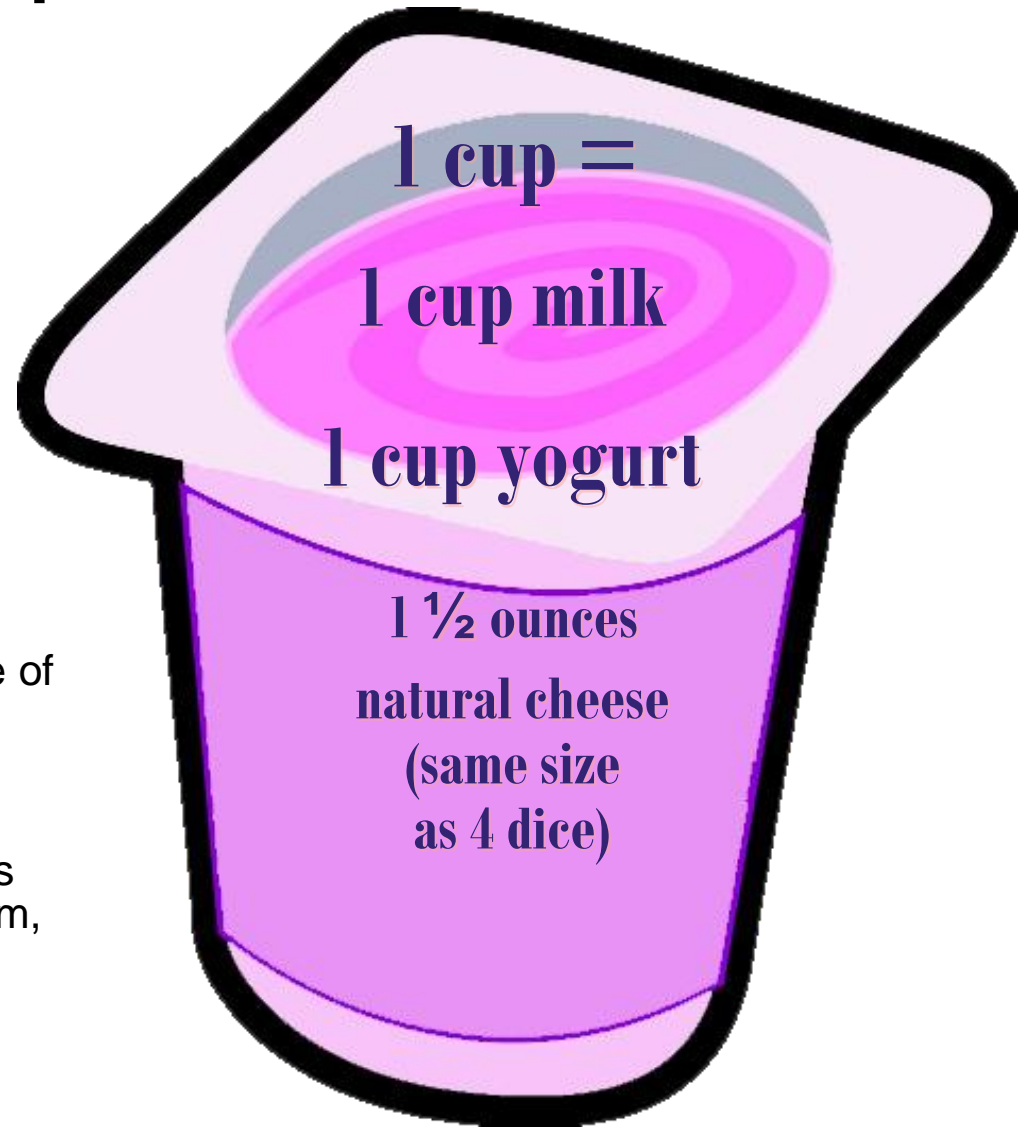 1 cup =
1 cup milk
1 cup yogurt
1 ½ ounces
of
natural cheese
(same size
as 4 dice)